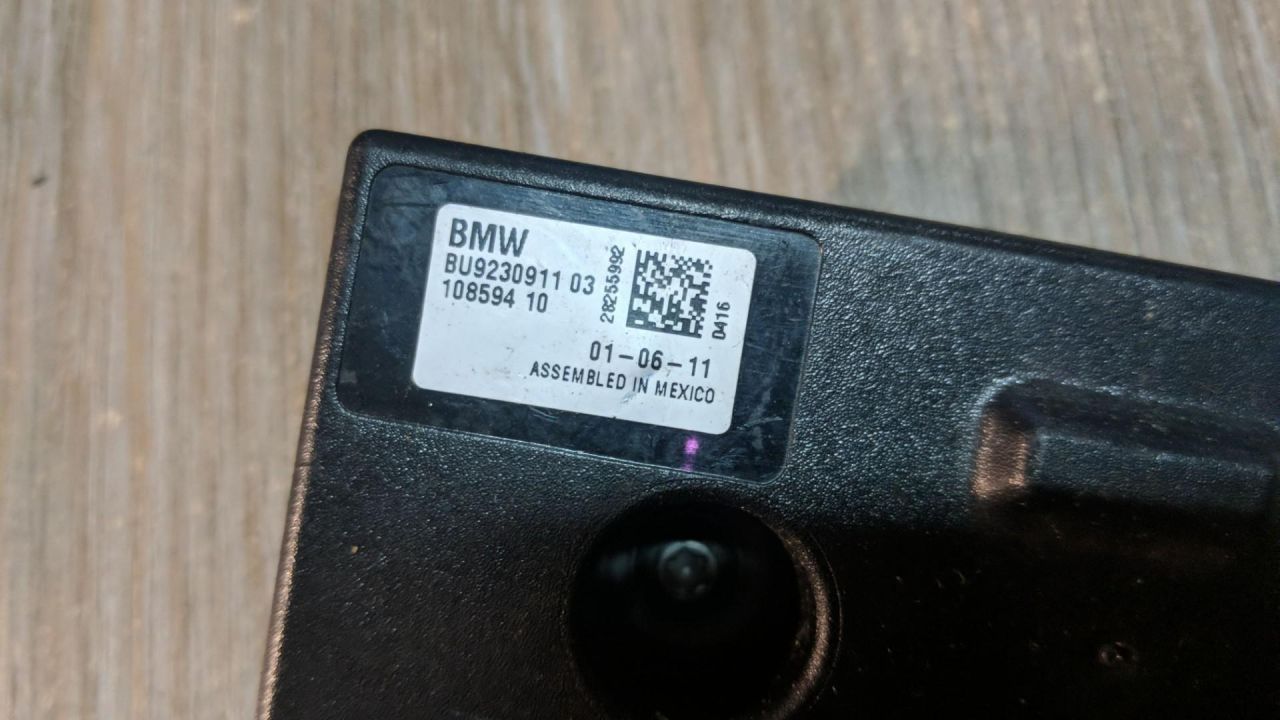 BMW
BU9230911 03
108594 10
28255992
0416
01-06-11
ASSEMBLED IN MEXICO